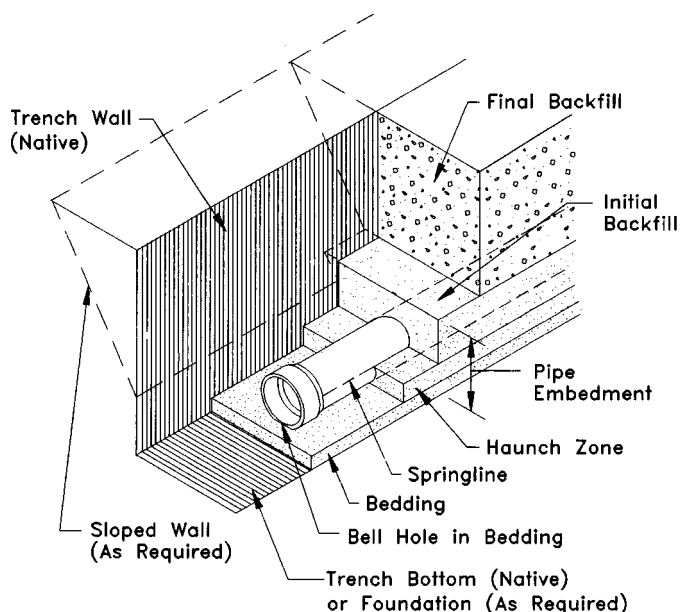 Trench Wall
(Native)
Final Backfill
Initial
Backfill
Pipe
Embedment
Haunch Zone
Springline
Bedding
Bell Hole in Bedding
Sloped Wall
(As Required)
Trench Bottom (Native)
or Foundation (As Required)